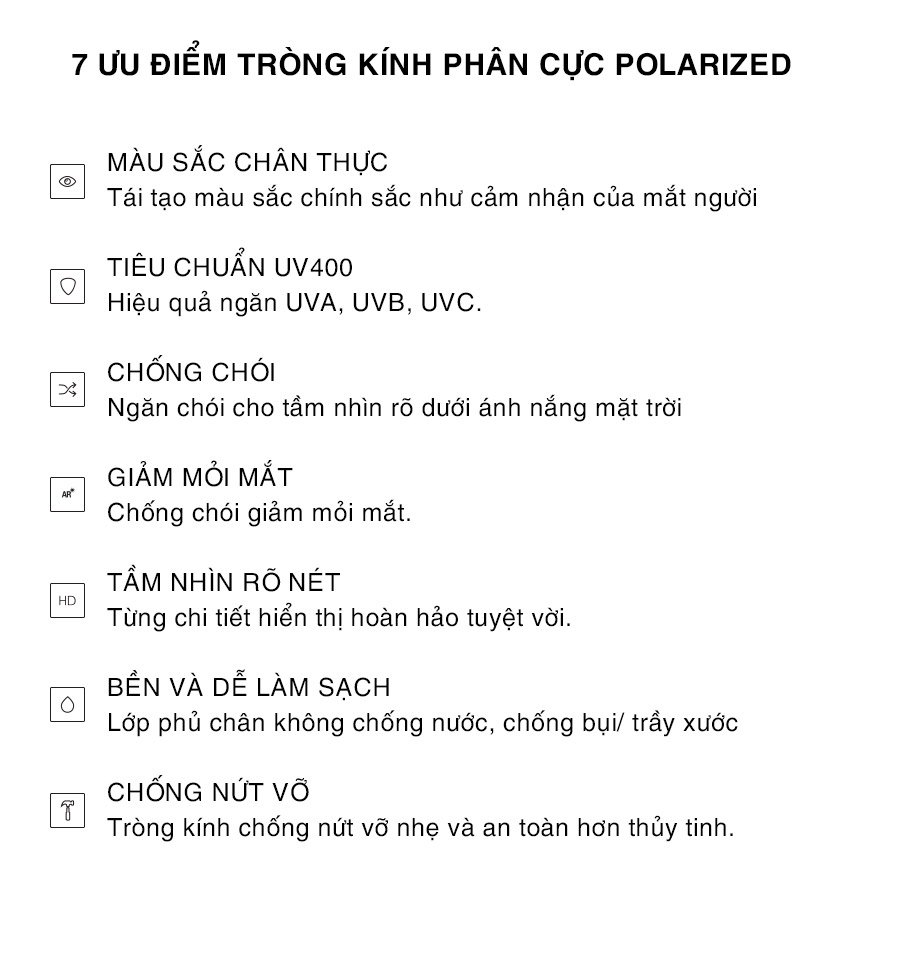 7 ƯU ĐIỂM TRÒNG KÍNH PHÂN CỰC POLARIZED
MÀU SẮC CHÂN THỰC
Tái tạo màu sắc chính sắc như cảm nhận của mắt người
TIÊU CHUẨN UV400
Hiệu quả ngăn UVA, UVB, UVC.
CHỐNG CHÓI
Ngăn chói cho tầm nhìn rõ dưới ánh nắng mặt trời
AR*
GIẢM MỎI MẮT
Chống chói giảm mỏi mắt.
HD
TẦM NHÌN RÕ NÉT
Từng chi tiết hiển thị hoàn hảo tuyệt vời.
BỀN VÀ DỄ LÀM SẠCH
Lớp phủ chân không chống nước, chống bụi/ trầy xước
CHỐNG NỨT VỠ
Tròng kính chống nứt vỡ nhẹ và an toàn hơn thủy tinh.